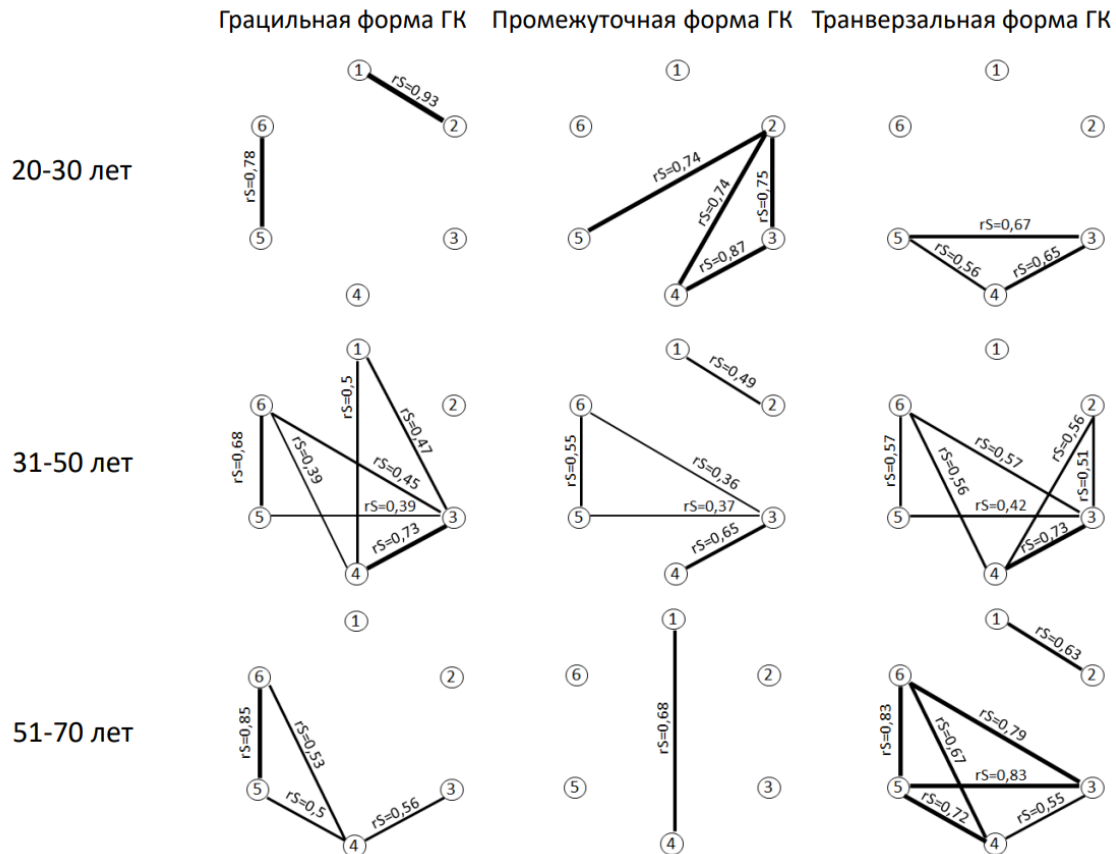 Грацильная форма ГК Промежуточная форма ГК Транверзальная форма ГК
20-30 лет
1 2 3 4 5 6
rS=0,93
rS=0,78
1 2 3 4 5 6
rS=0,74
rS=0,74
rS=0,75
rS=0,87
1 2 3 4 5 6
rS=0,67
rS=0,56
rS=0,65
31-50 лет
1 2 3 4 5 6
rS=0,5
rS=0,47
rS=0,68
rS=0,39
rS=0,45
rS=0,39
rS=0,73
1 2 3 4 5 6
rS=0,49
rS=0,55
rS=0,36
rS=0,37
rS=0,65
1 2 3 4 5 6
rS=0,56
rS=0,57
rS=0,57
rS=0,51
rS=0,56
rS=0,42
rS=0,73
51-70 лет
1 2 3 4 5 6
rS=0,85
rS=0,53
rS=0,5
rS=0,56
1 2 3 4 5 6
rS=0,68
1 2 3 4 5 6
rS=0,63
rS=0,83
rS=0,79
rS=0,67
rS=0,83
rS=0,72
rS=0,55